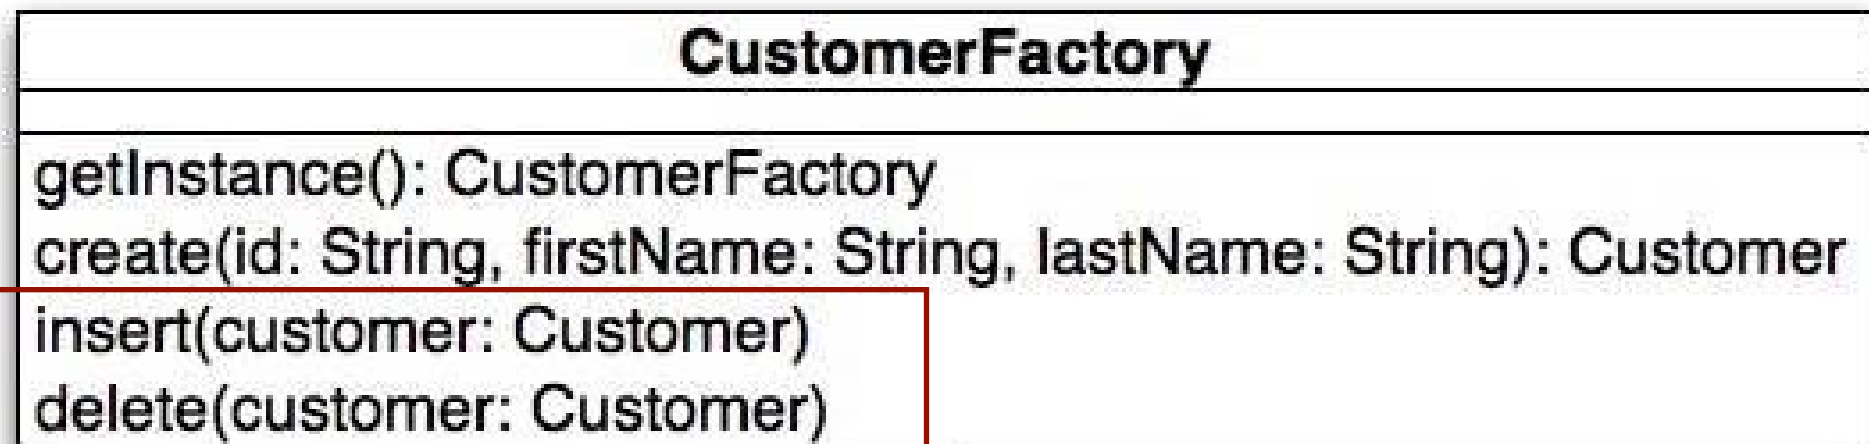 CustomerFactory
getInstance(): CustomerFactory
create(id: String, firstName: String, lastName: String): Customer
insert(customer: Customer)
delete(customer: Customer)